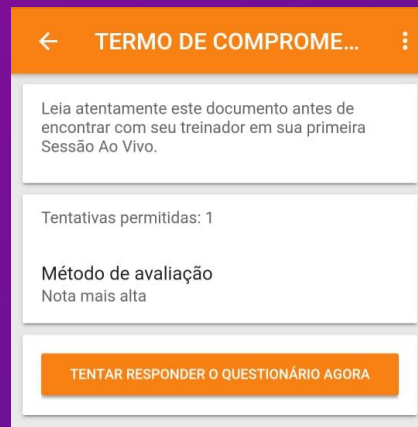 TERMO DE COMPROME...
Leia atentamente este documento antes de
encontrar com seu treinador em sua primeira
Sessão Ao Vivo.
Tentativas permitidas: 1
Método de avaliação
Nota mais alta
TENTAR RESPONDER O QUESTIONÁRIO AGORA